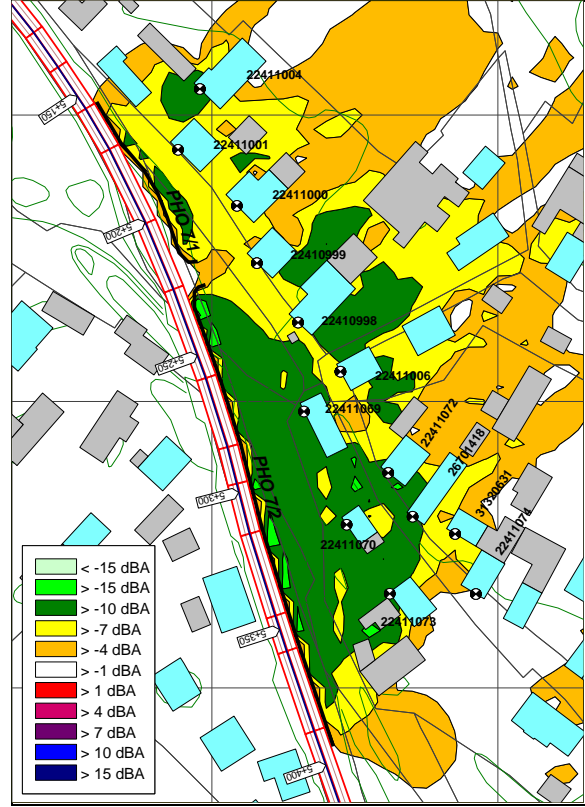 22411004
5+150
22411001
22411000
PHO 7/1
5+200
22410999
22410998
5+250
22411006
22411069
22411072
26701418
31320631
22411074
PHO 7/2
5+300
22411070
22411073
5+350
5+400
< -15 dBA
> -15 dBA
> -10 dBA
> -7 dBA
> -4 dBA
> -1 dBA
> 1 dBA
> 4 dBA
> 7 dBA
> 10 dBA
> 15 dBA